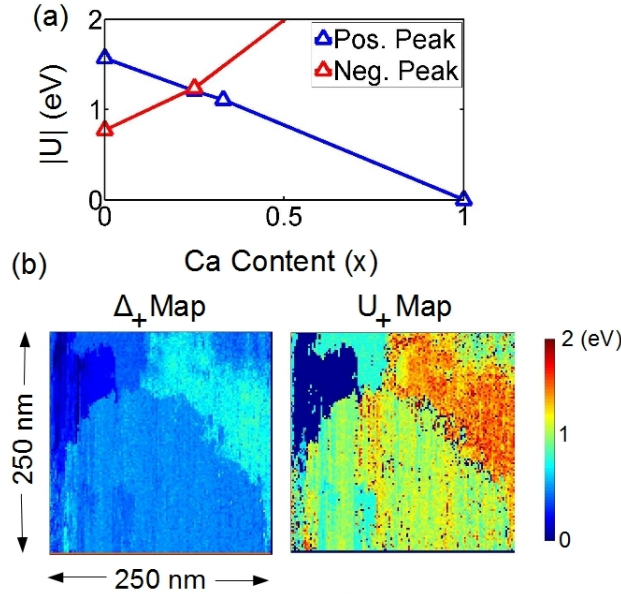 (a)
2
1
0
|U| (eV)
Pos. Peak
Neg. Peak
0
0.5
1
Ca Content (x)
(b)
Δ+ Map
U+ Map
250 nm
250 nm
2 (eV)
1
0